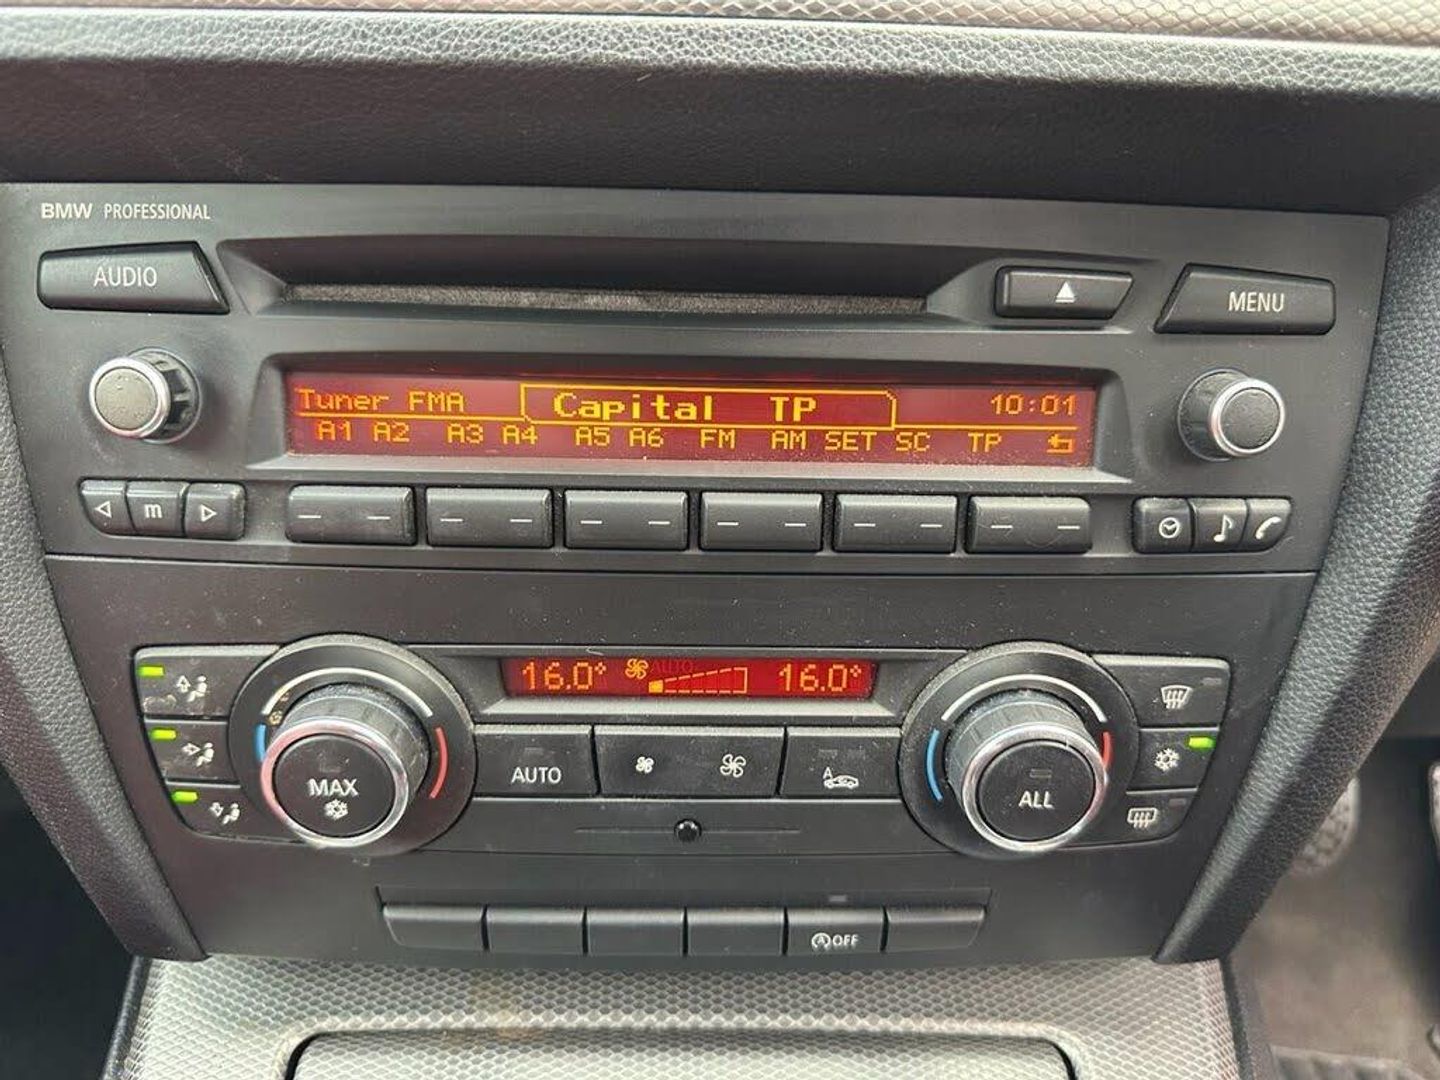 BMW PROFESSIONAL
AUDIO
MENU
Tuner FMA Capital TP 10:01
A1 A2 A3 A4 A5 A6 FM AM SET SC TP
m
16.0° AUTO 16.0°
MAX
AUTO
A
ALL
A OFF